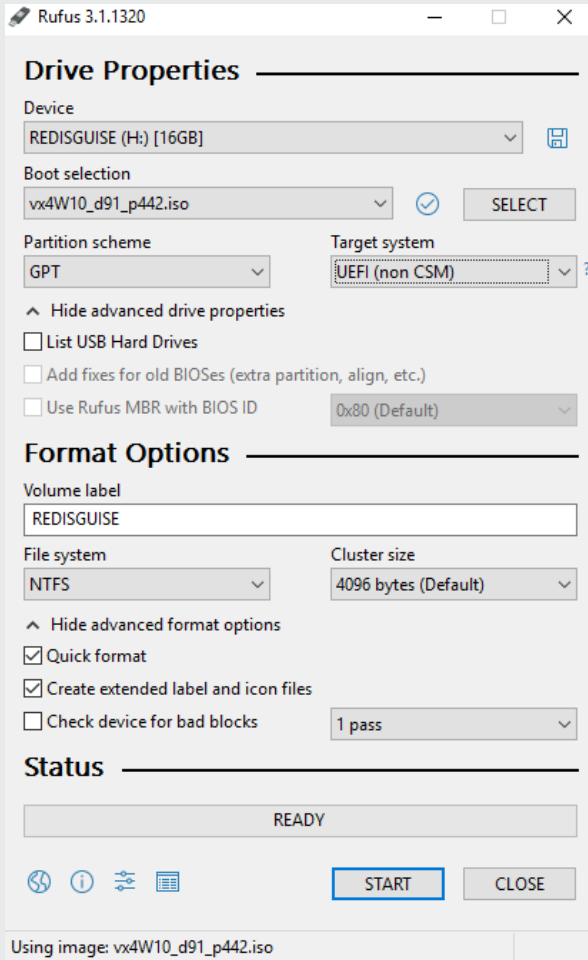 Rufus 3.1.1320
Drive Properties
Device
REDISGUISE (H:) [16GB]
Boot selection
vx4W10_d91_p442.iso
SELECT
Partition scheme
Target system
GPT
UEFI (non CSM)
?
Hide advanced drive properties
List USB Hard Drives
Add fixes for old BIOSes (extra partition, align, etc.)
Use Rufus MBR with BIOS ID
0x80 (Default)
Format Options
Volume label
REDISGUISE
File system
Cluster size
NTFS
4096 bytes (Default)
Hide advanced format options
Quick format
Create extended label and icon files
Check device for bad blocks
1 pass
Status
READY
START
CLOSE
Using image: vx4W10_d91_p442.iso